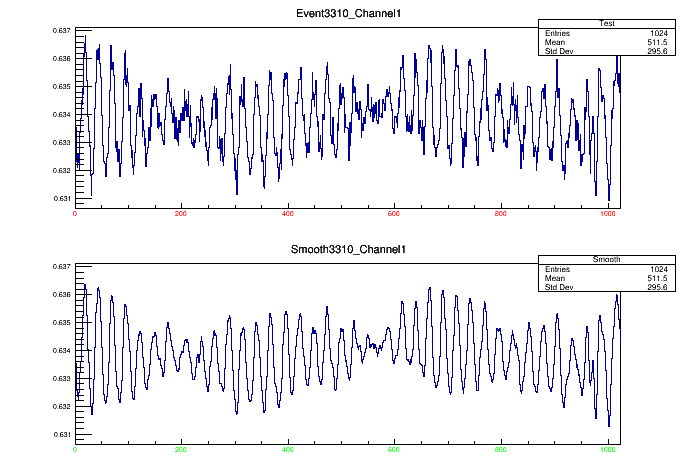 Event3310_Channel1
Test
Entries 1024
Mean 511.5
Std Dev 295.6
0.637
0.636
0.635
0.634
0.633
0.632
0.631
0 200 400 600 800 1000
Smooth3310_Channel1
Smooth
Entries 1024
Mean 511.5
Std Dev 295.6
0.637
0.636
0.635
0.634
0.633
0.632
0.631
0 200 400 600 800 1000